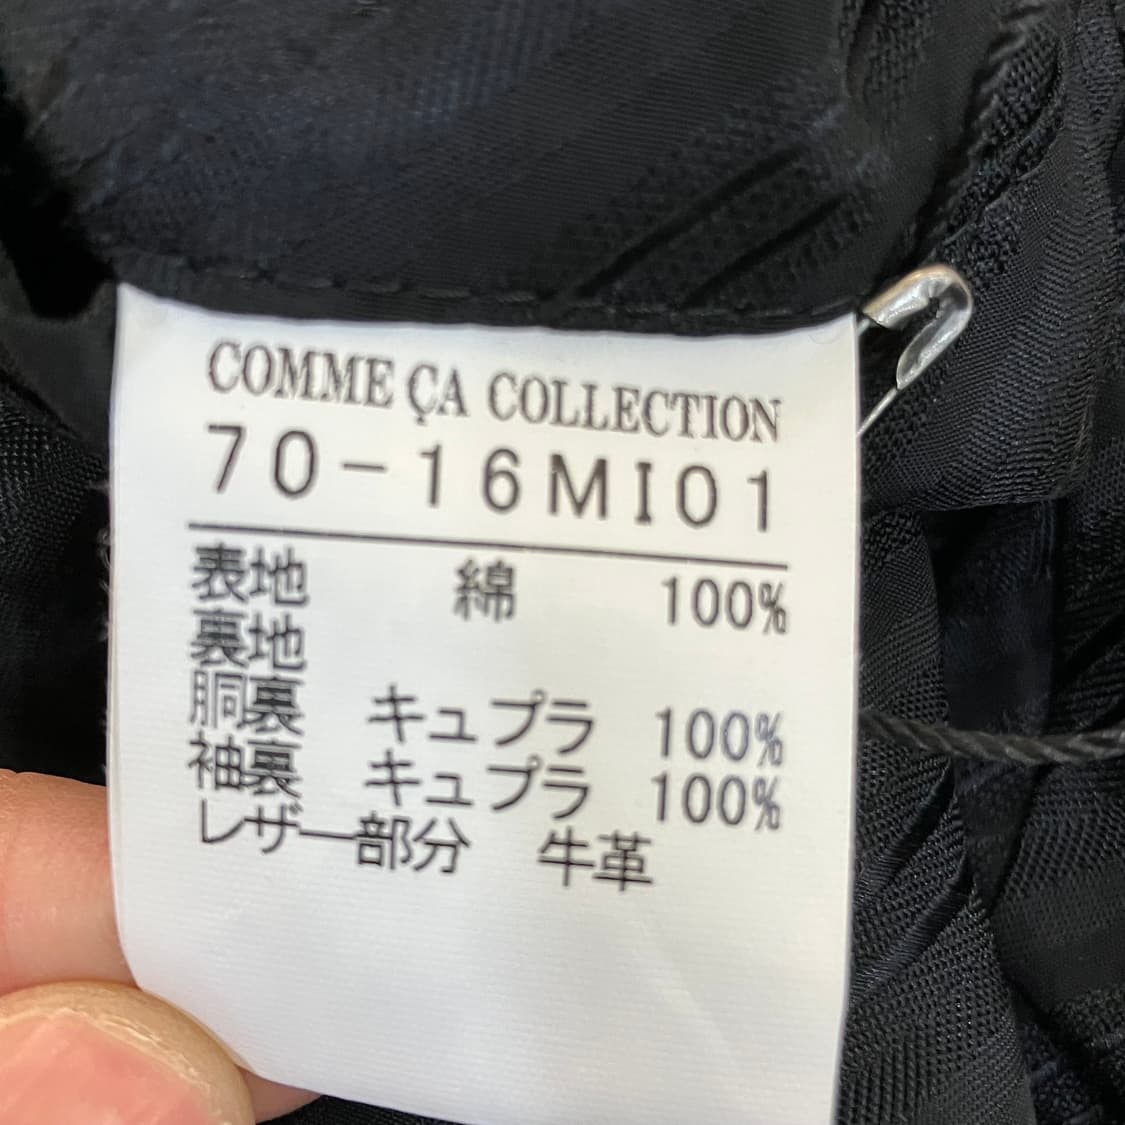 COMME ÇA COLLECTION
70-16MI01
表地 綿 100%
裏地
胴裏 キュプラ 100%
袖裏 キュプラ 100%
レザー部分 牛革